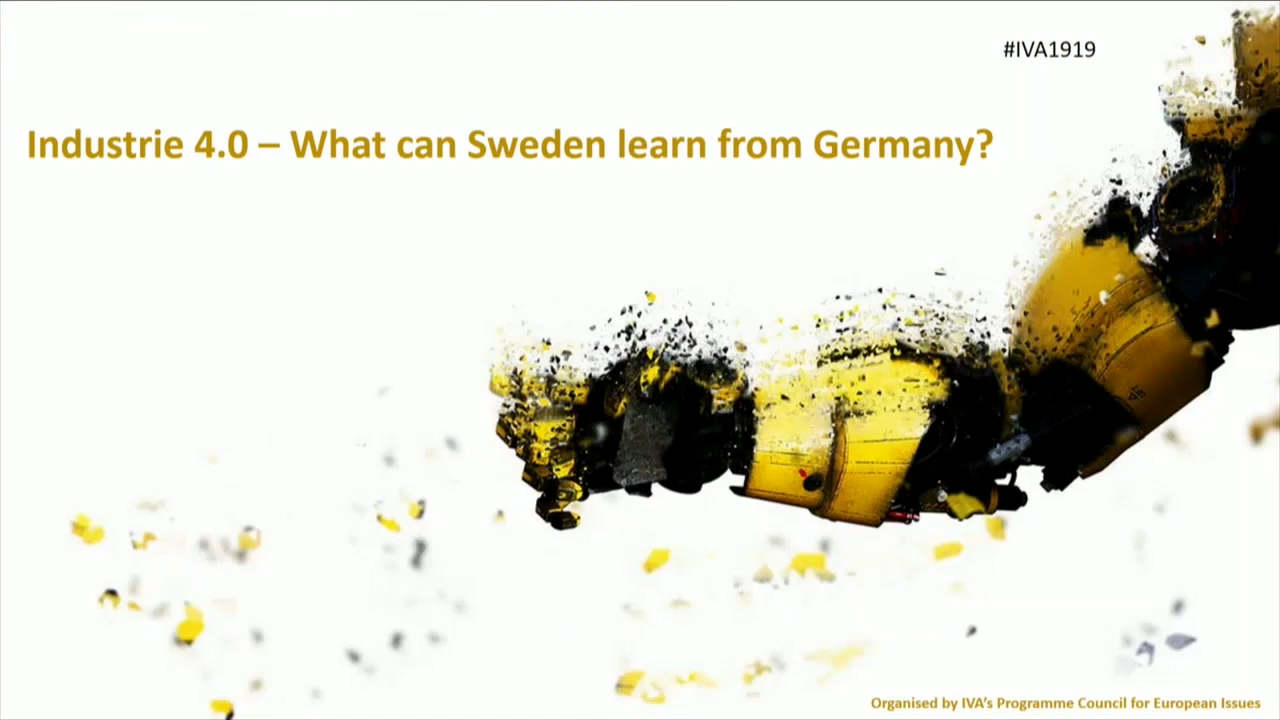 #IVA1919
Industrie 4.0 – What can Sweden learn from Germany?
Organised by IVA's Programme Council for European Issues